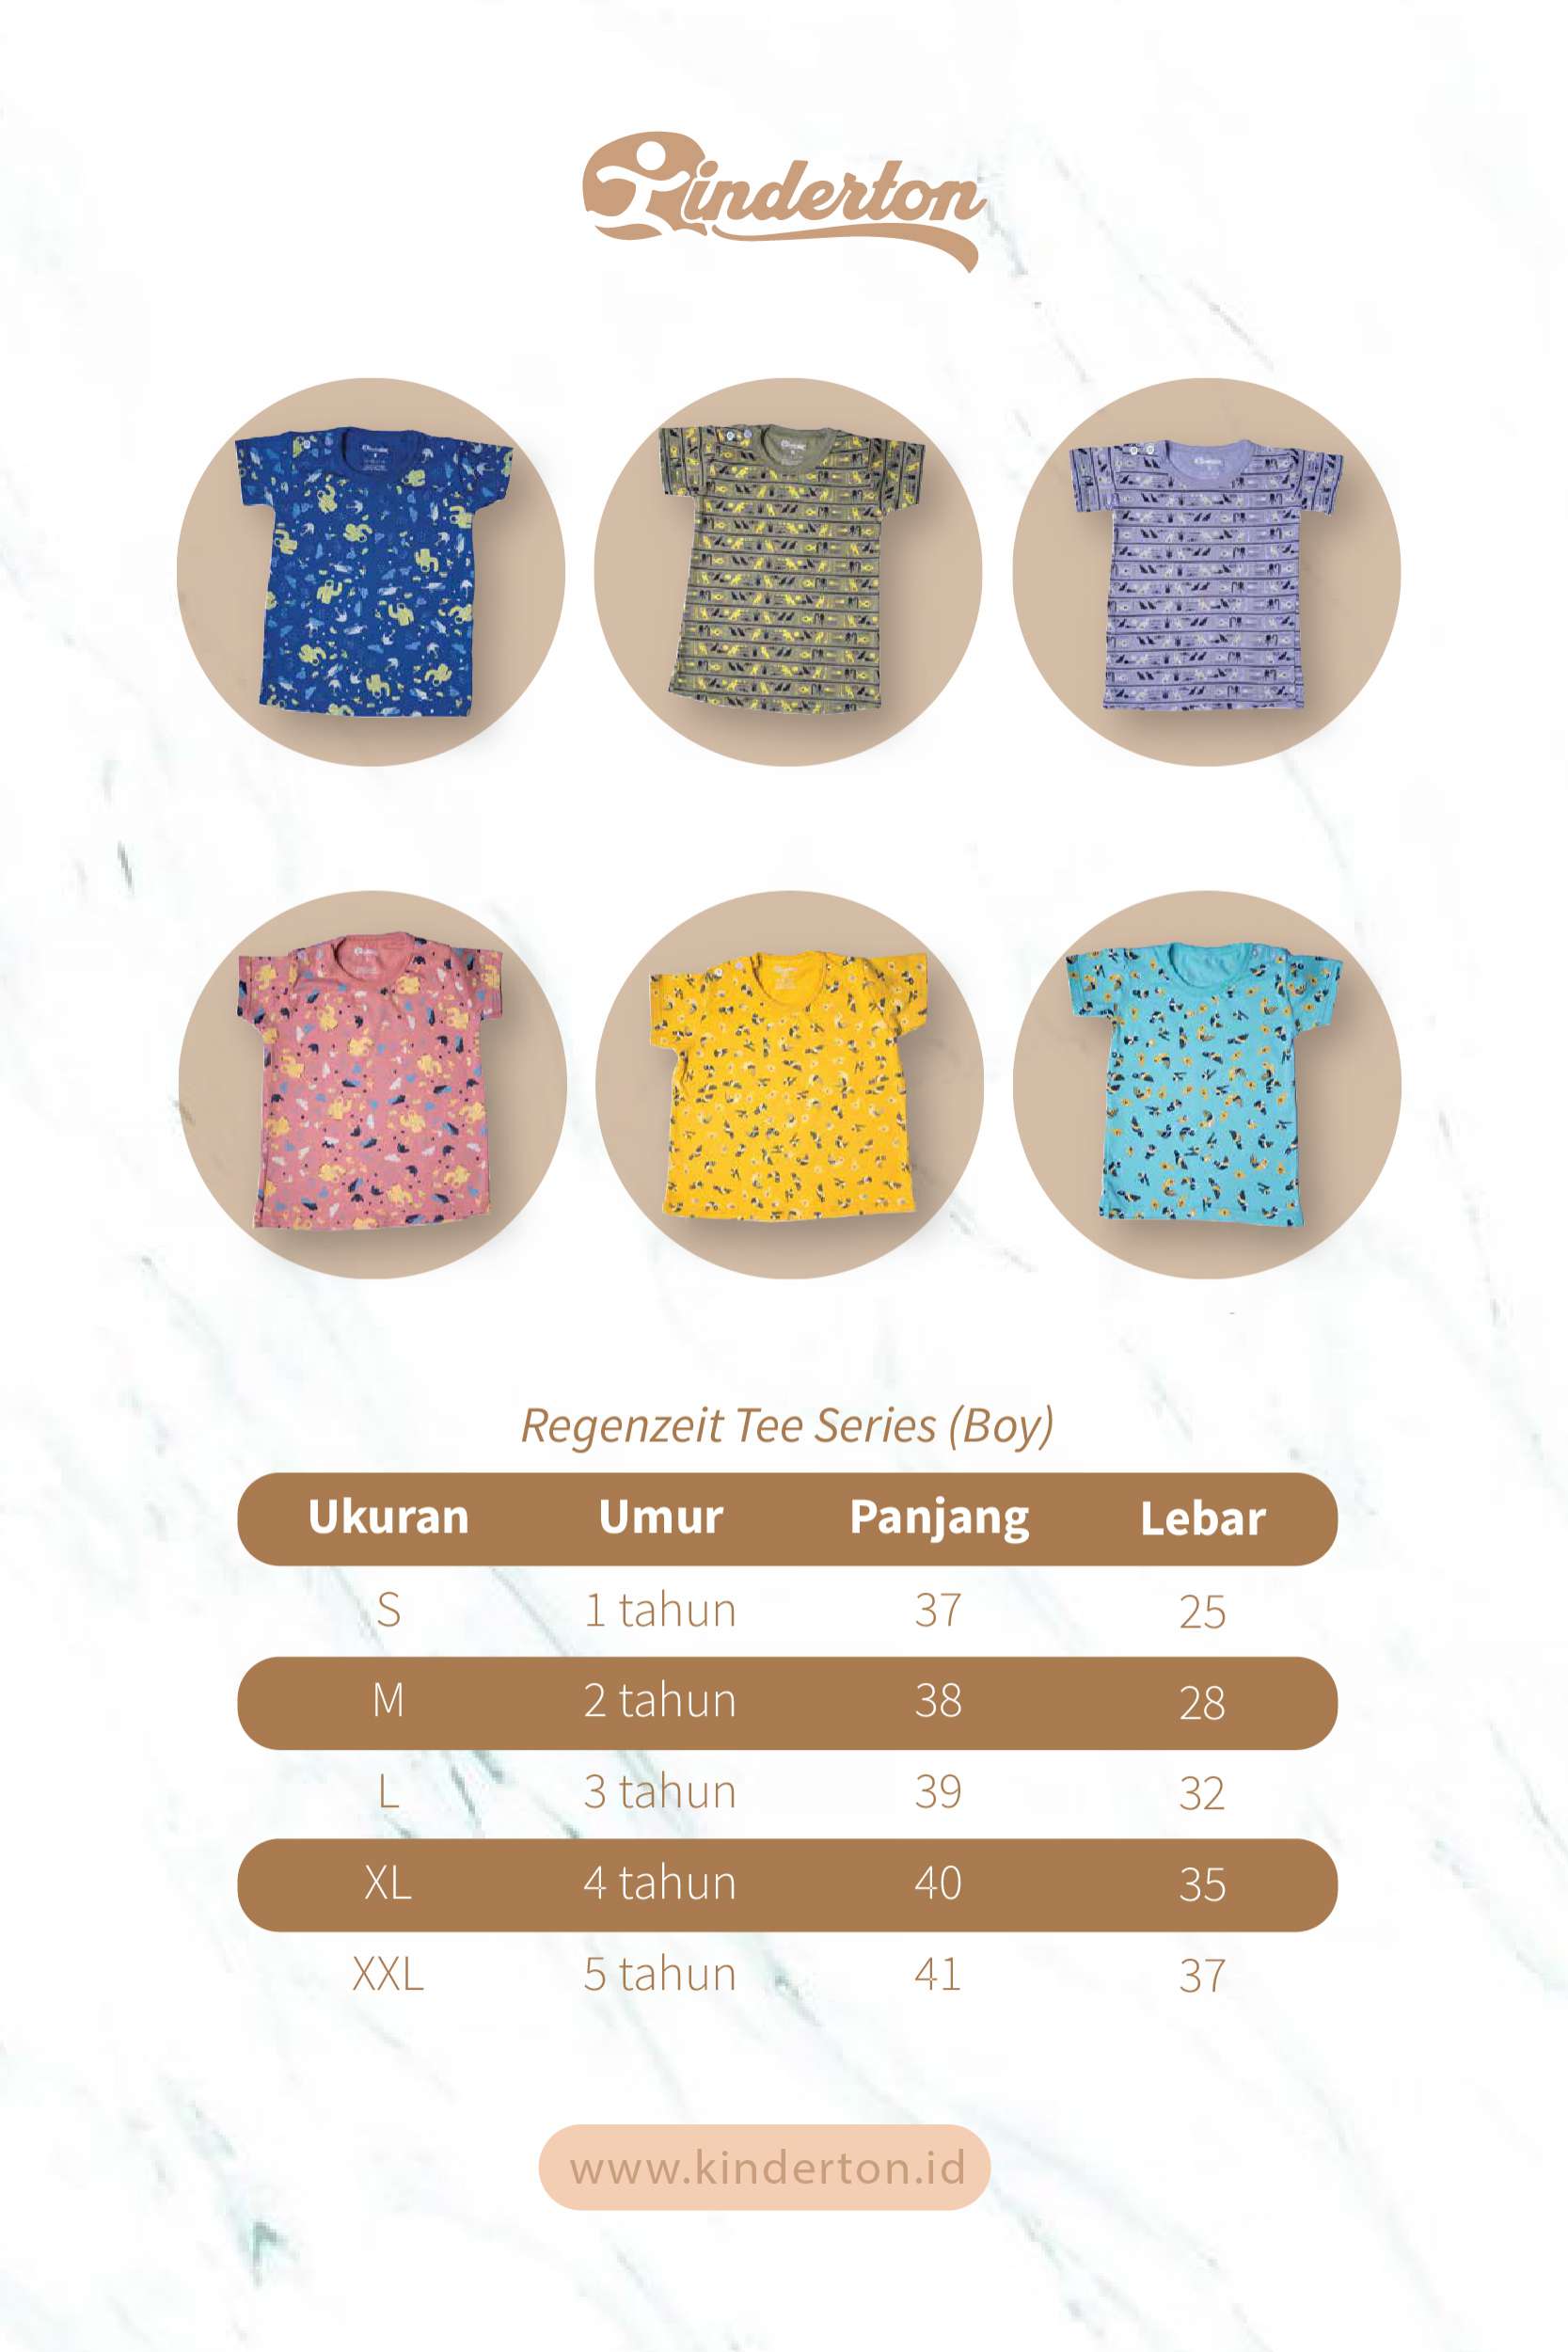 Kinderton
Regenzeit Tee Series (Boy)
Ukuran Umur Panjang Lebar
S 1 tahun 37 25
M 2 tahun 38 28
L 3 tahun 39 32
XL 4 tahun 40 35
XXL 5 tahun 41 37
www.kinderton.id